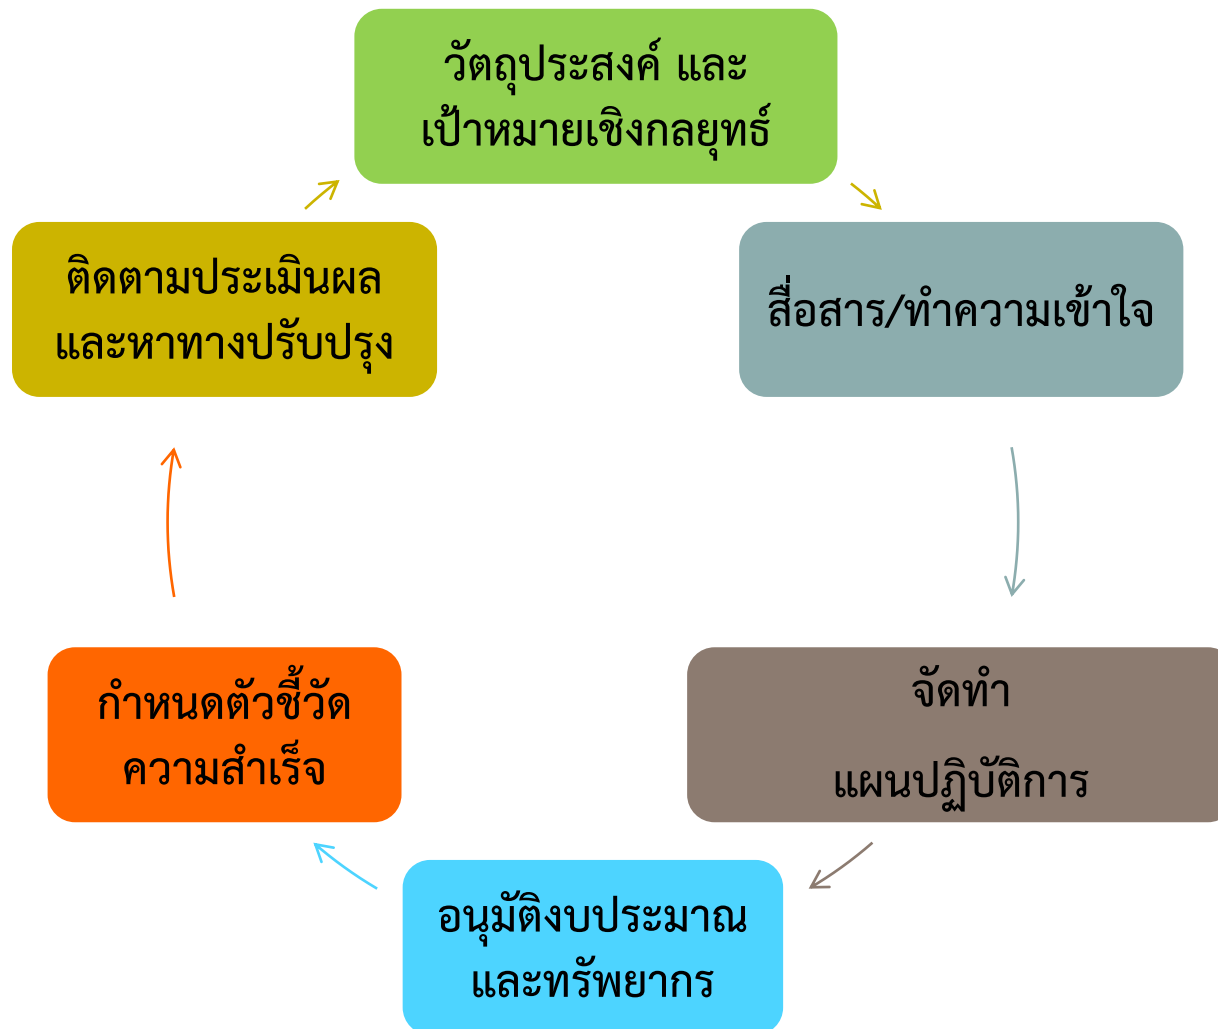 วัตถุประสงค์ และ
เป้าหมายเชิงกลยุทธ์
สื่อสาร/ทำความเข้าใจ
จัดทำ
แผนปฏิบัติการ
อนุมัติงบประมาณ
และทรัพยากร
กำหนดตัวชี้วัด
ความสำเร็จ
ติดตามประเมินผล
และหาทางปรับปรุง